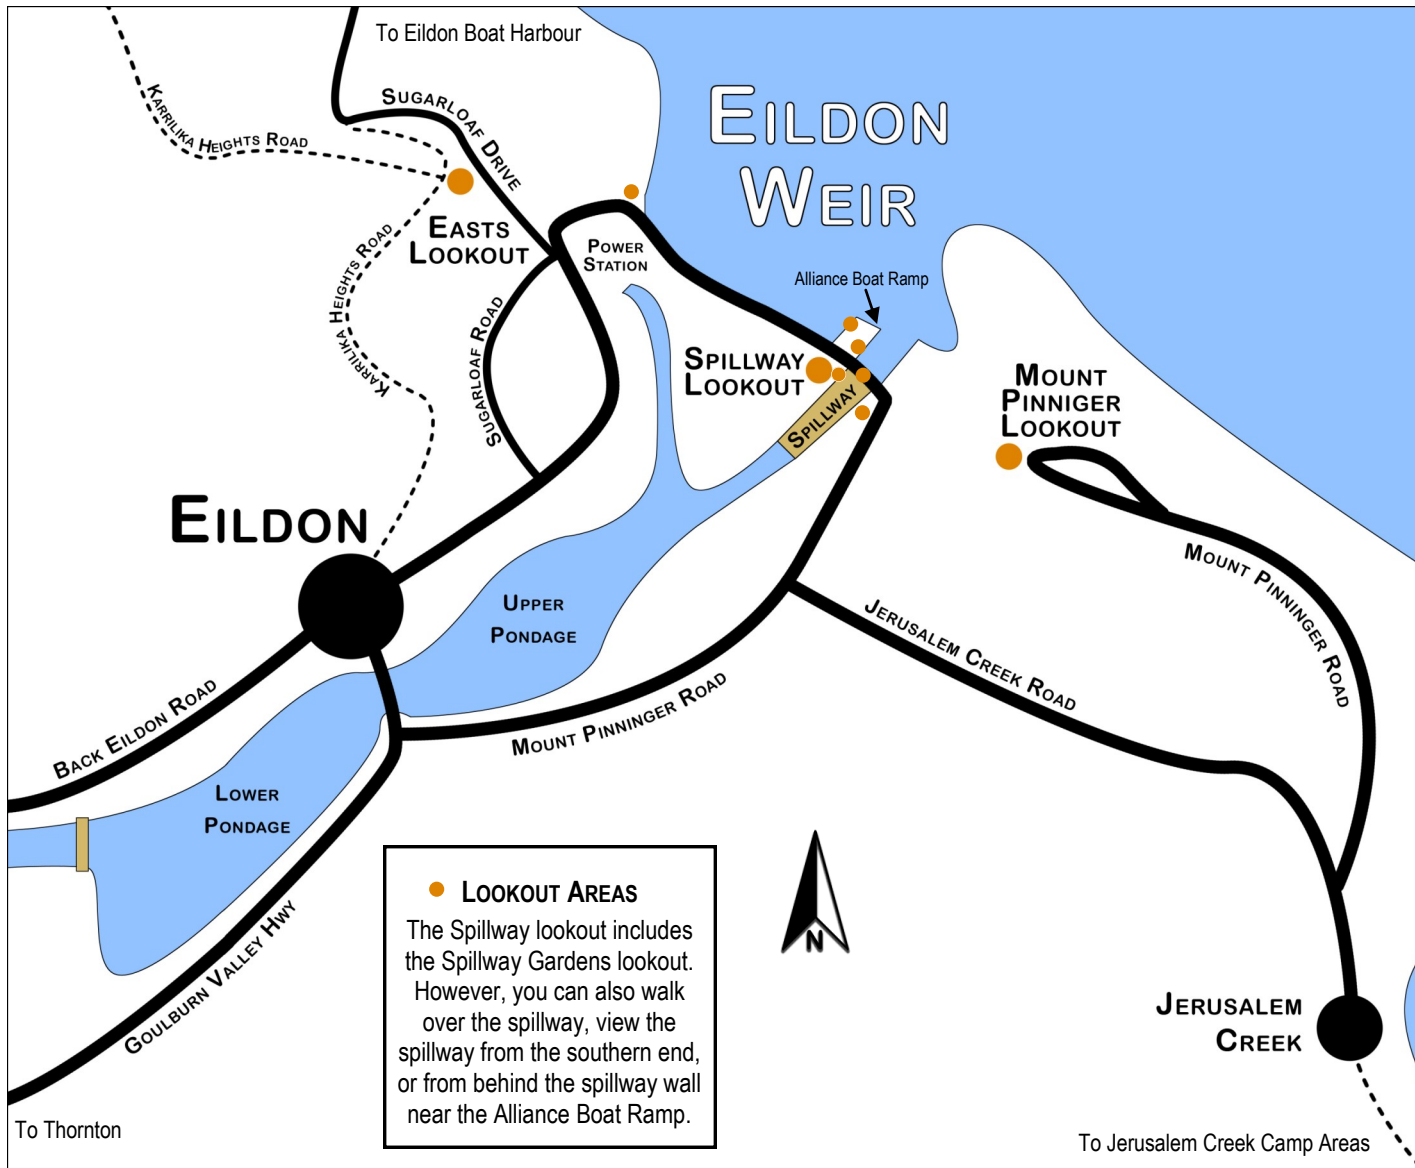 To Eildon Boat Harbour
Karrilika Heights Road
Sugarloaf Drive
Eildon
Weir
Easts
Lookout
Power
Station
Alliance Boat Ramp
Karrilika Heights Road
Sugarloaf Road
Spillway
Lookout
Spillway
Mount
Pinniger
Lookout
Eildon
Mount Pinninger Road
Upper
Pondage
Jerusalem Creek Road
Back Eildon Road
Mount Pinninger Road
Lower
Pondage
Goulburn Valley Hwy
Lookout Areas
The Spillway lookout includes
the Spillway Gardens lookout.
However, you can also walk
over the spillway, view the
spillway from the southern end,
or from behind the spillway wall
near the Alliance Boat Ramp.
N
Jerusalem
Creek
To Thornton
To Jerusalem Creek Camp Areas